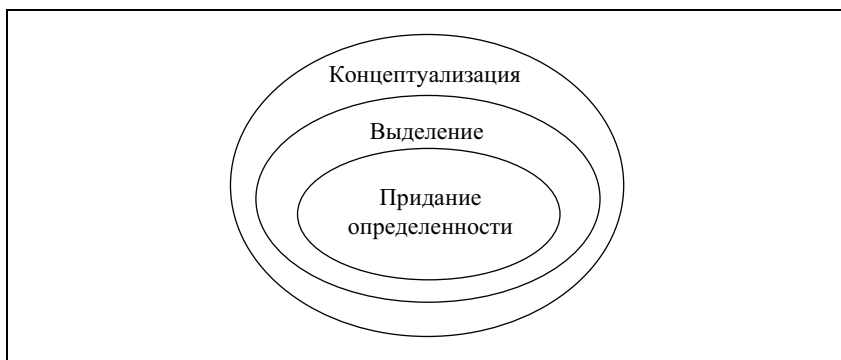 Концептуализация
Выделение
Придание
определенности